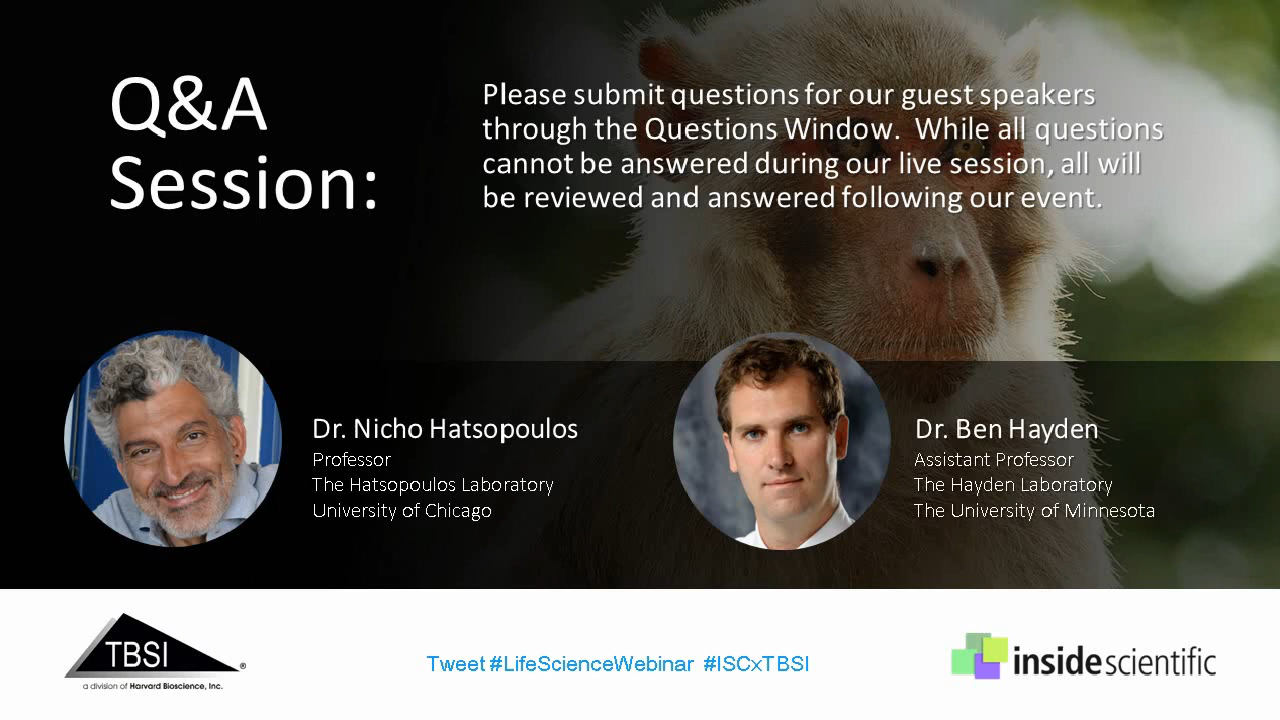 Q&A
Session:
Please submit questions for our guest speakers
through the Questions Window.  While all questions
cannot be answered during our live session, all will
be reviewed and answered following our event.
Dr. Nicho Hatsopoulos
Professor
The Hatsopoulos Laboratory
University of Chicago
Dr. Ben Hayden
Assistant Professor
The Hayden Laboratory
The University of Minnesota
TBSI ®
a division of Harvard Bioscience, Inc.
Tweet #LifeScienceWebinar  #ISCxTBSI
insidescientific